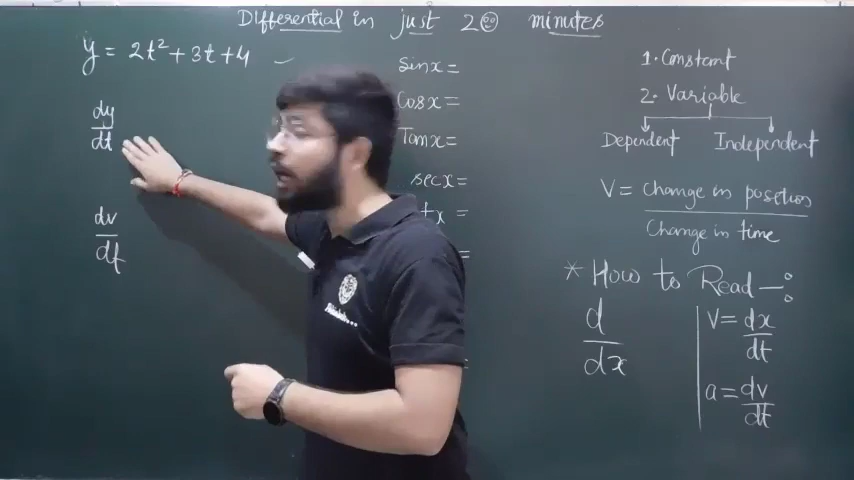 Differential in just 20 minutes
y = 2t² + 3t + 4
dy
dt
dv
dt
sinx =
Cosx =
Tanx =
secx =
tx =
=
1. Constant
2. Variable
Dependent Independent
V = Change in position
Change in time
* How to Read —:
d
dx
V = dx
dt
a = dv
dt